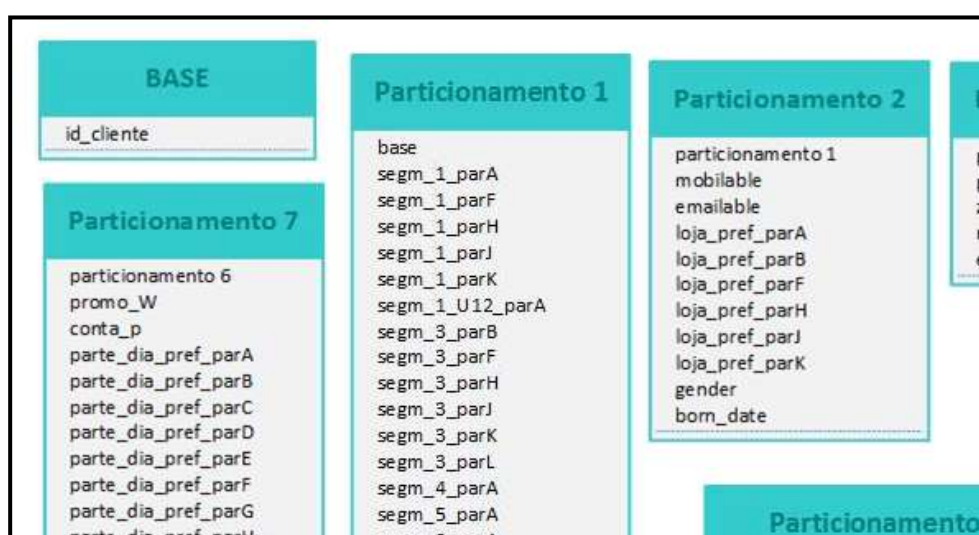 BASE
id_cliente
Particionamento 7
particionamento 6
promo_W
conta_p
parte_dia_pref_parA
parte_dia_pref_parB
parte_dia_pref_parC
parte_dia_pref_parD
parte_dia_pref_parE
parte_dia_pref_parF
parte_dia_pref_parG
Particionamento 1
base
segm_1_parA
segm_1_parF
segm_1_parH
segm_1_parJ
segm_1_parK
segm_1_U12_parA
segm_3_parB
segm_3_parF
segm_3_parH
segm_3_parJ
segm_3_parK
segm_3_parL
segm_4_parA
segm_5_parA
Particionamento 2
particionamento 1
mobilable
emailable
loja_pref_parA
loja_pref_parB
loja_pref_parF
loja_pref_parH
loja_pref_parJ
loja_pref_parK
gender
born_date
Particionamento